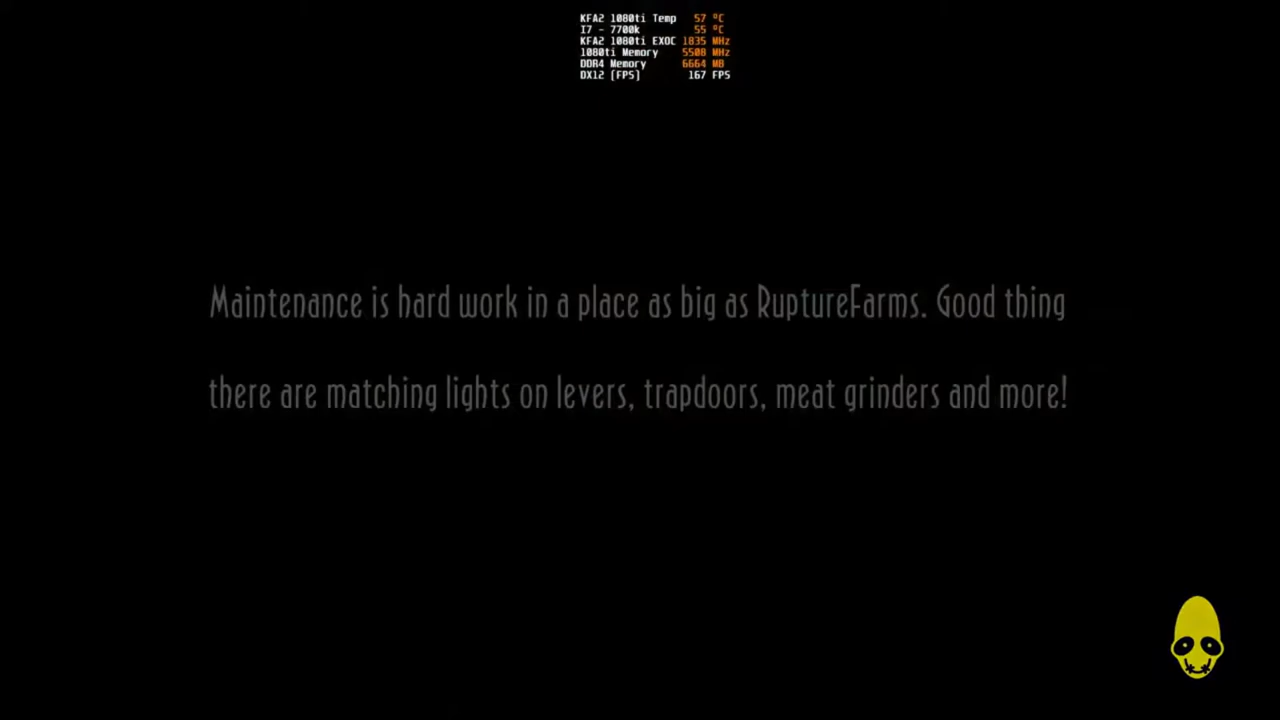 KFA2 1080ti Temp 57 ºC
I7 - 7700k 55 ºC
KFA2 1080ti EXOC 1835 MHz
1080ti Memory 5508 MHz
DDR4 Memory 6664 MB
DX12 (FPS) 167 FPS
Maintenance is hard work in a place as big as RuptureFarms. Good thing
there are matching lights on levers, trapdoors, meat grinders and more!